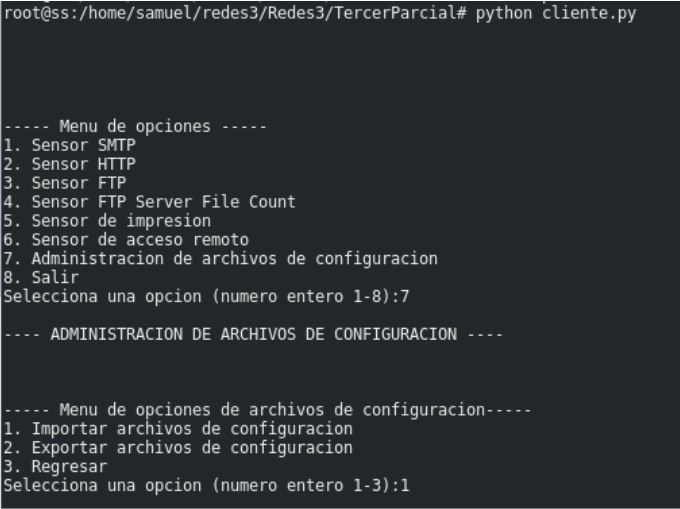 root@ss:/home/samuel/redes3/Redes3/TercerParcial# python cliente.py
----- Menu de opciones -----
1. Sensor SMTP
2. Sensor HTTP
3. Sensor FTP
4. Sensor FTP Server File Count
5. Sensor de impresion
6. Sensor de acceso remoto
7. Administracion de archivos de configuracion
8. Salir
Selecciona una opcion (numero entero 1-8):7
---- ADMINISTRACION DE ARCHIVOS DE CONFIGURACION ----
----- Menu de opciones de archivos de configuracion-----
1. Importar archivos de configuracion
2. Exportar archivos de configuracion
3. Regresar
Selecciona una opcion (numero entero 1-3):1